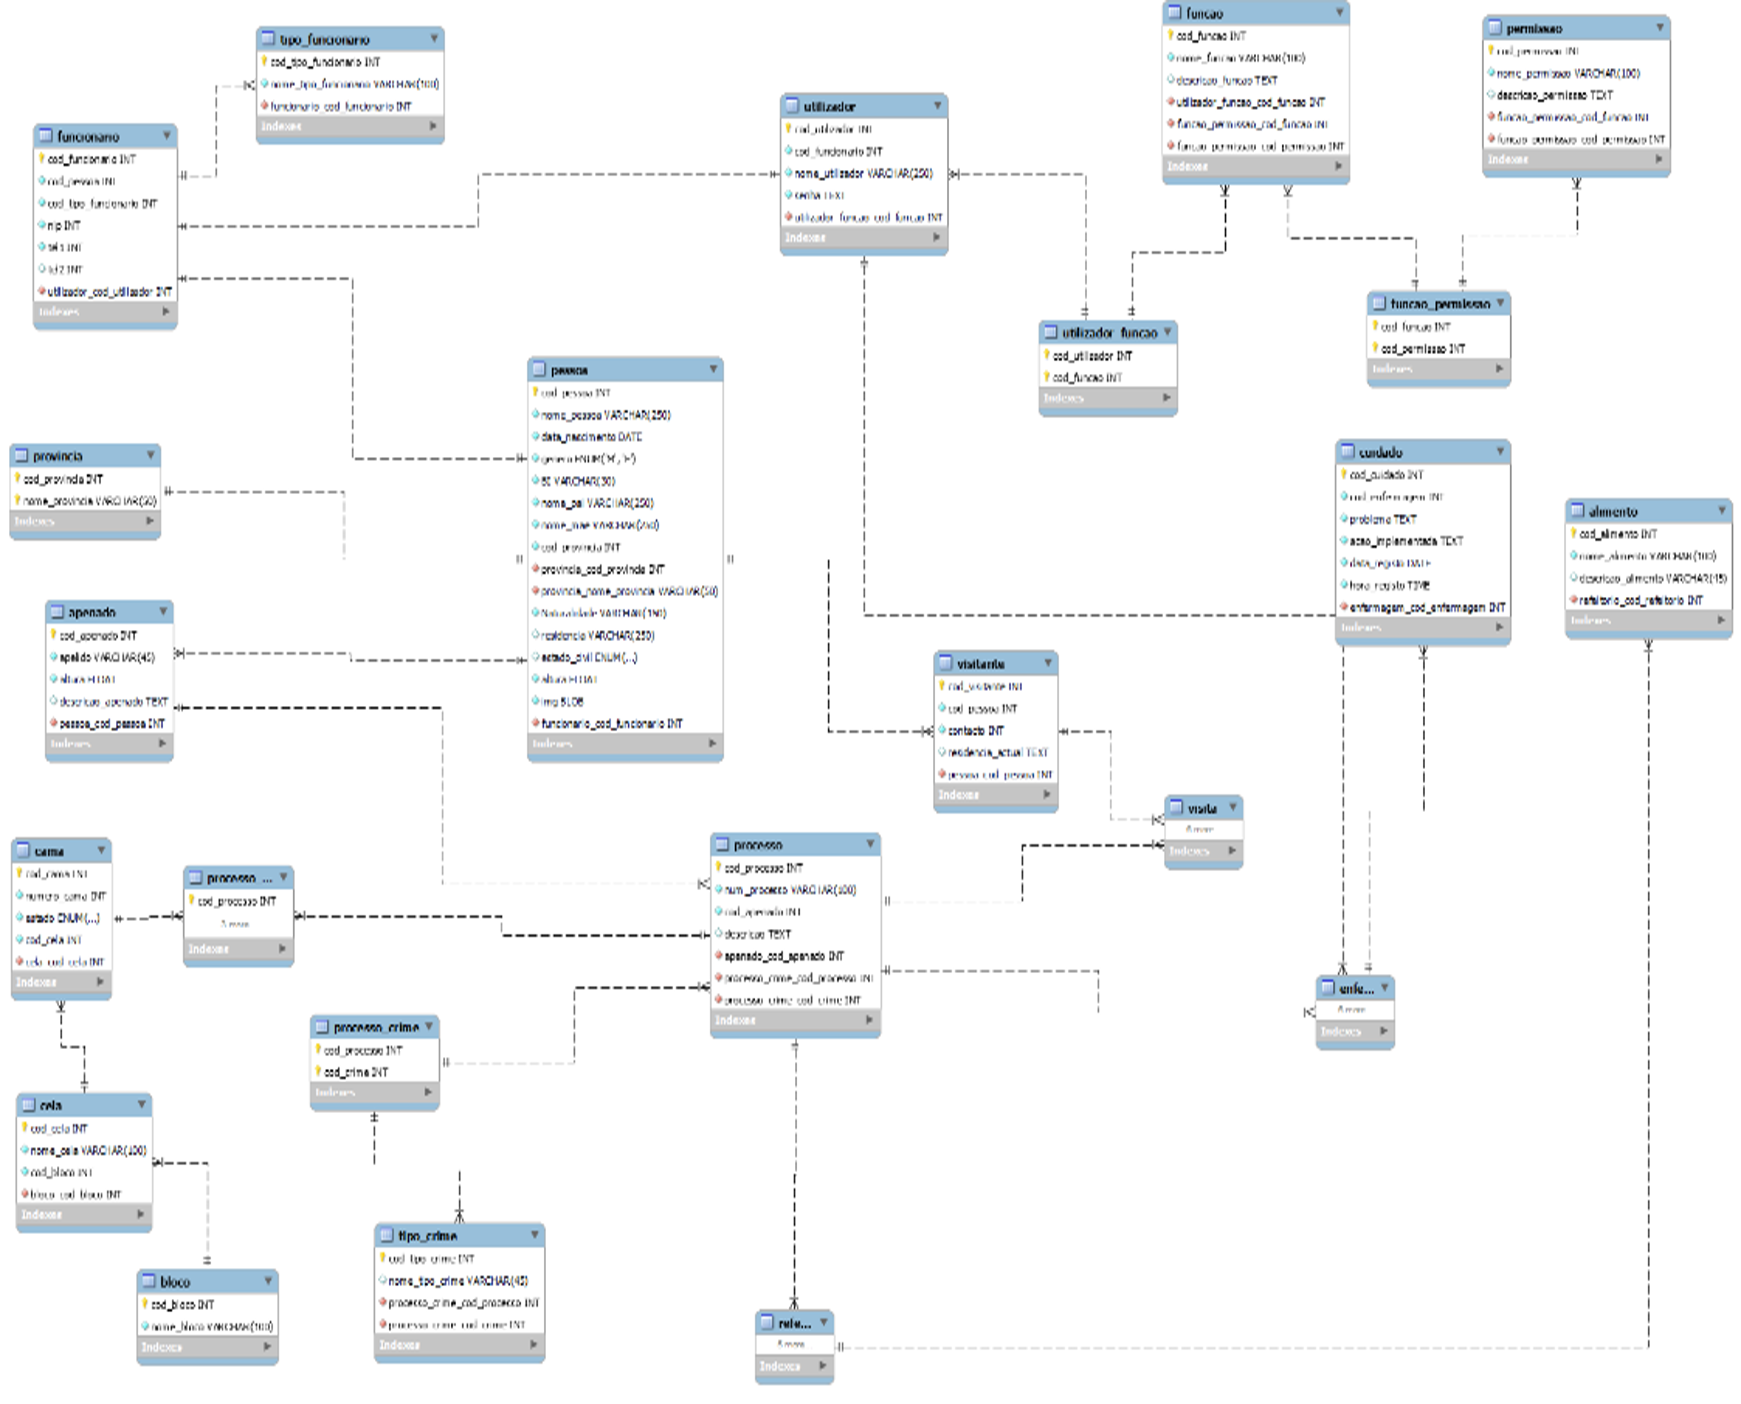 tipo_funcionario
cod_tipo_funcionario INT
nome_tipo_funcionario VARCHAR(100)
funcionario_cod_funcionario INT
Indexes
funcionario
cod_funcionario INT
cod_pessoa INT
cod_tipo_funcionario INT
nip INT
tel1 INT
tel2 INT
utilizador_cod_utilizador INT
Indexes
utilizador
cod_utilizador INT
cod_funcionario INT
nome_utilizador VARCHAR(250)
senha TEXT
utilizador_funcao_cod_funcao INT
Indexes
funcao
cod_funcao INT
nome_funcao VARCHAR(100)
descricao_funcao TEXT
utilizador_funcao_cod_funcao INT
funcao_permissao_cod_funcao INT
funcao_permissao_cod_permissao INT
Indexes
permissao
cod_permissao INT
nome_permissao VARCHAR(100)
descricao_permissao TEXT
funcao_permissao_cod_funcao INT
funcao_permissao_cod_permissao INT
Indexes
utilizador_funcao
cod_utilizador INT
cod_funcao INT
Indexes
funcao_permissao
cod_funcao INT
cod_permissao INT
Indexes
pessoa
cod_pessoa INT
nome_pessoa VARCHAR(250)
data_nascimento DATE
genero ENUM('M', 'F')
BI VARCHAR(30)
nome_pai VARCHAR(250)
nome_mae VARCHAR(250)
cod_provincia INT
provincia_cod_provincia INT
provincia_nome_provincia VARCHAR(50)
Naturalidade VARCHAR(150)
residencia VARCHAR(250)
estado_civil ENUM(...)
altura FLOAT
img BLOB
funcionario_cod_funcionario INT
Indexes
provincia
cod_provincia INT
nome_provincia VARCHAR(50)
Indexes
apenado
cod_apenado INT
apelido VARCHAR(45)
altura FLOAT
descricao_apenado TEXT
pessoa_cod_pessoa INT
Indexes
cuidado
cod_cuidado INT
cod_enfermagem INT
problema TEXT
acao_implementada TEXT
data_registo DATE
hora_registo TIME
enfermagem_cod_enfermagem INT
Indexes
alimento
cod_alimento INT
nome_alimento VARCHAR(100)
descricao_alimento VARCHAR(45)
refeitorio_cod_refeitorio INT
Indexes
visitante
cod_visitante INT
cod_pessoa INT
contacto INT
residencia_actual TEXT
pessoa_cod_pessoa INT
Indexes
visita
6 more
Indexes
cama
cod_cama INT
numero_cama INT
estado ENUM(...)
cod_cela INT
cela_cod_cela INT
Indexes
processo_...
cod_processo INT
3 more
Indexes
processo
cod_processo INT
num_processo VARCHAR(100)
cod_apenado INT
descricao TEXT
apenado_cod_apenado INT
processo_crime_cod_processo INT
processo_crime_cod_crime INT
Indexes
enfe...
more
Indexes
processo_crime
cod_processo INT
cod_crime INT
Indexes
cela
cod_cela INT
nome_cela VARCHAR(100)
cod_bloco INT
bloco_cod_bloco INT
Indexes
bloco
cod_bloco INT
nome_bloco VARCHAR(100)
Indexes
tipo_crime
cod_tipo_crime INT
nome_tipo_crime VARCHAR(45)
processo_crime_cod_processo INT
processo_crime_cod_crime INT
Indexes
refe...
more
Indexes